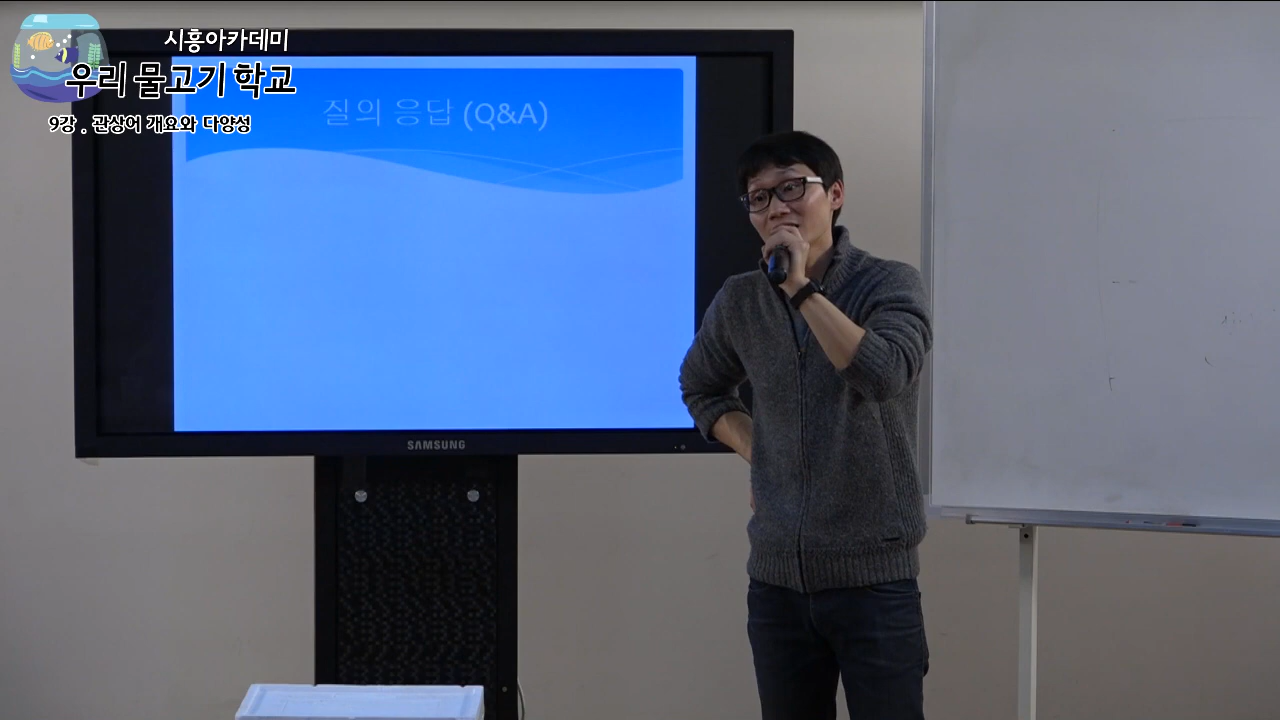 시흥아카데미
우리 물고기 학교
9강 . 관상어 개요와 다양성
질의 응답 (Q&A)
SAMSUNG